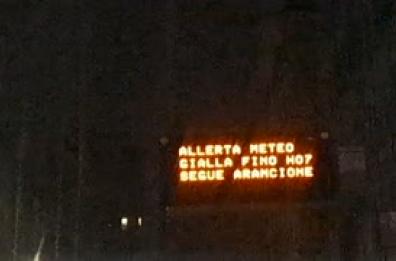 ALLERTA METEO
GIALLA FINO H07
SEGUE ARANCIONE